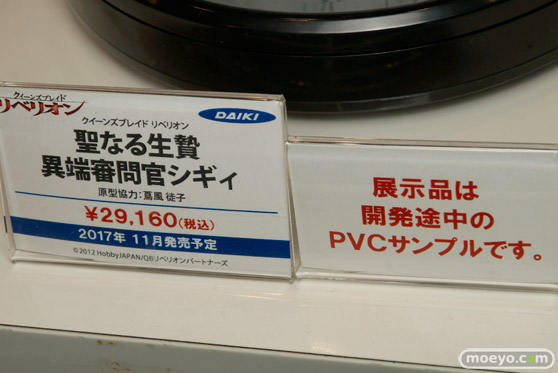 クイーンズブレイド
リベリオン
DAIKI
クイーンズブレイド リベリオン
聖なる生贄
異端審問官シギィ
原型協力:蔦風 徒子
¥29,160(税込)
2017年 11月発売予定
©2012 HobbyJAPAN/QBリベリオンパートナーズ
展示品は
開発途中の
PVCサンプルです。
moeyo.com